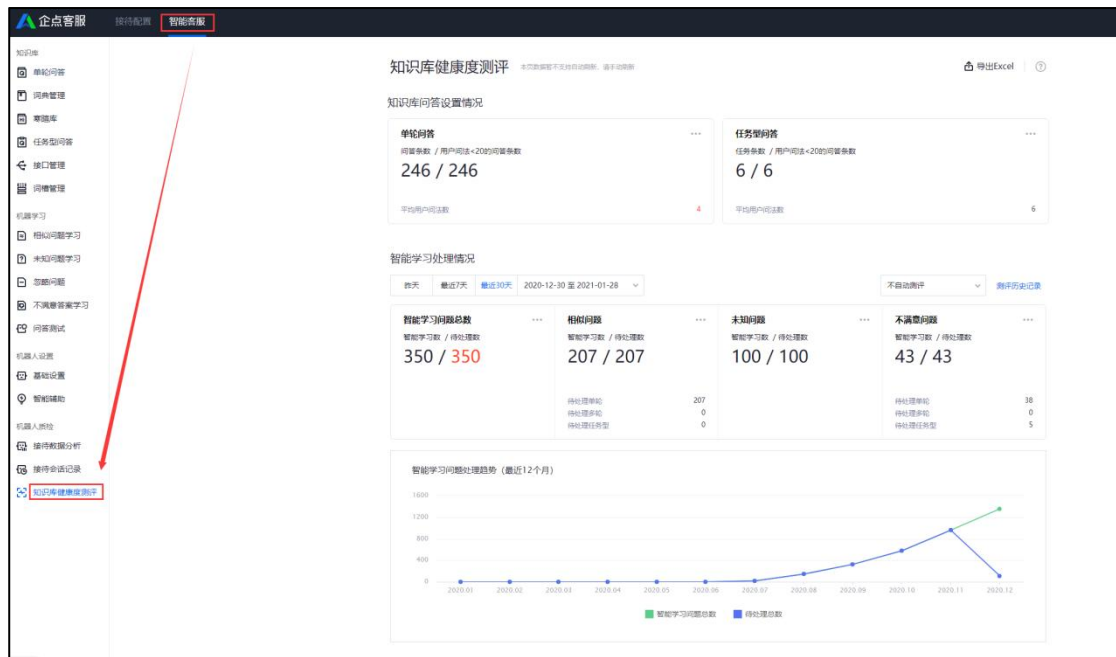 企点客服 接待配置 智能客服
知识库
单轮问答
词典管理
寒暄库
任务型问答
接口管理
词槽管理
机器学习
相似问题学习
未知问题学习
忽略问题
不满意答案学习
问答测试
机器人设置
基础设置
智能辅助
机器人质检
接待数据分析
接待会话记录
知识库健康度测评
知识库健康度测评 本页数据暂不支持自动刷新，请手动刷新 导出Excel
知识库问答设置情况
单轮问答
问答条数 / 用户问法<20的问答条数
246 / 246
平均用户问法数 4
任务型问答
任务条数 / 用户问法<20的问答条数
6 / 6
平均用户问法数 6
智能学习处理情况
昨天 最近7天 最近30天 2020-12-30 至 2021-01-28 不自动测评 测评历史记录
智能学习问题总数
智能学习数 / 待处理数
350 / 350
相似问题
智能学习数 / 待处理数
207 / 207
待处理单轮 207
待处理多轮 0
待处理任务型 0
未知问题
智能学习数 / 待处理数
100 / 100
不满意问题
智能学习数 / 待处理数
43 / 43
待处理单轮 38
待处理多轮 0
待处理任务型 5
智能学习问题处理趋势（最近12个月）
1600
1200
800
400
0
2020.01 2020.02 2020.03 2020.04 2020.05 2020.06 2020.07 2020.08 2020.09 2020.10 2020.11 2020.12
智能学习问题总数 待处理总数